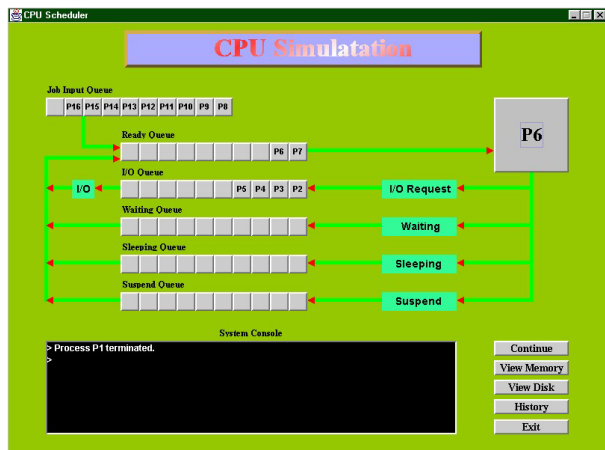 CPU Scheduler
CPU Simulatation
Job Input Queue
P16 P15 P14 P13 P12 P11 P10 P9 P8
P6
Ready Queue
P6 P7
I/O Queue
I/O
P5 P4 P3 P2
I/O Request
Waiting Queue
Waiting
Sleeping Queue
Sleeping
Suspend Queue
Suspend
System Console
> Process P1 terminated.
>
Continue
View Memory
View Disk
History
Exit